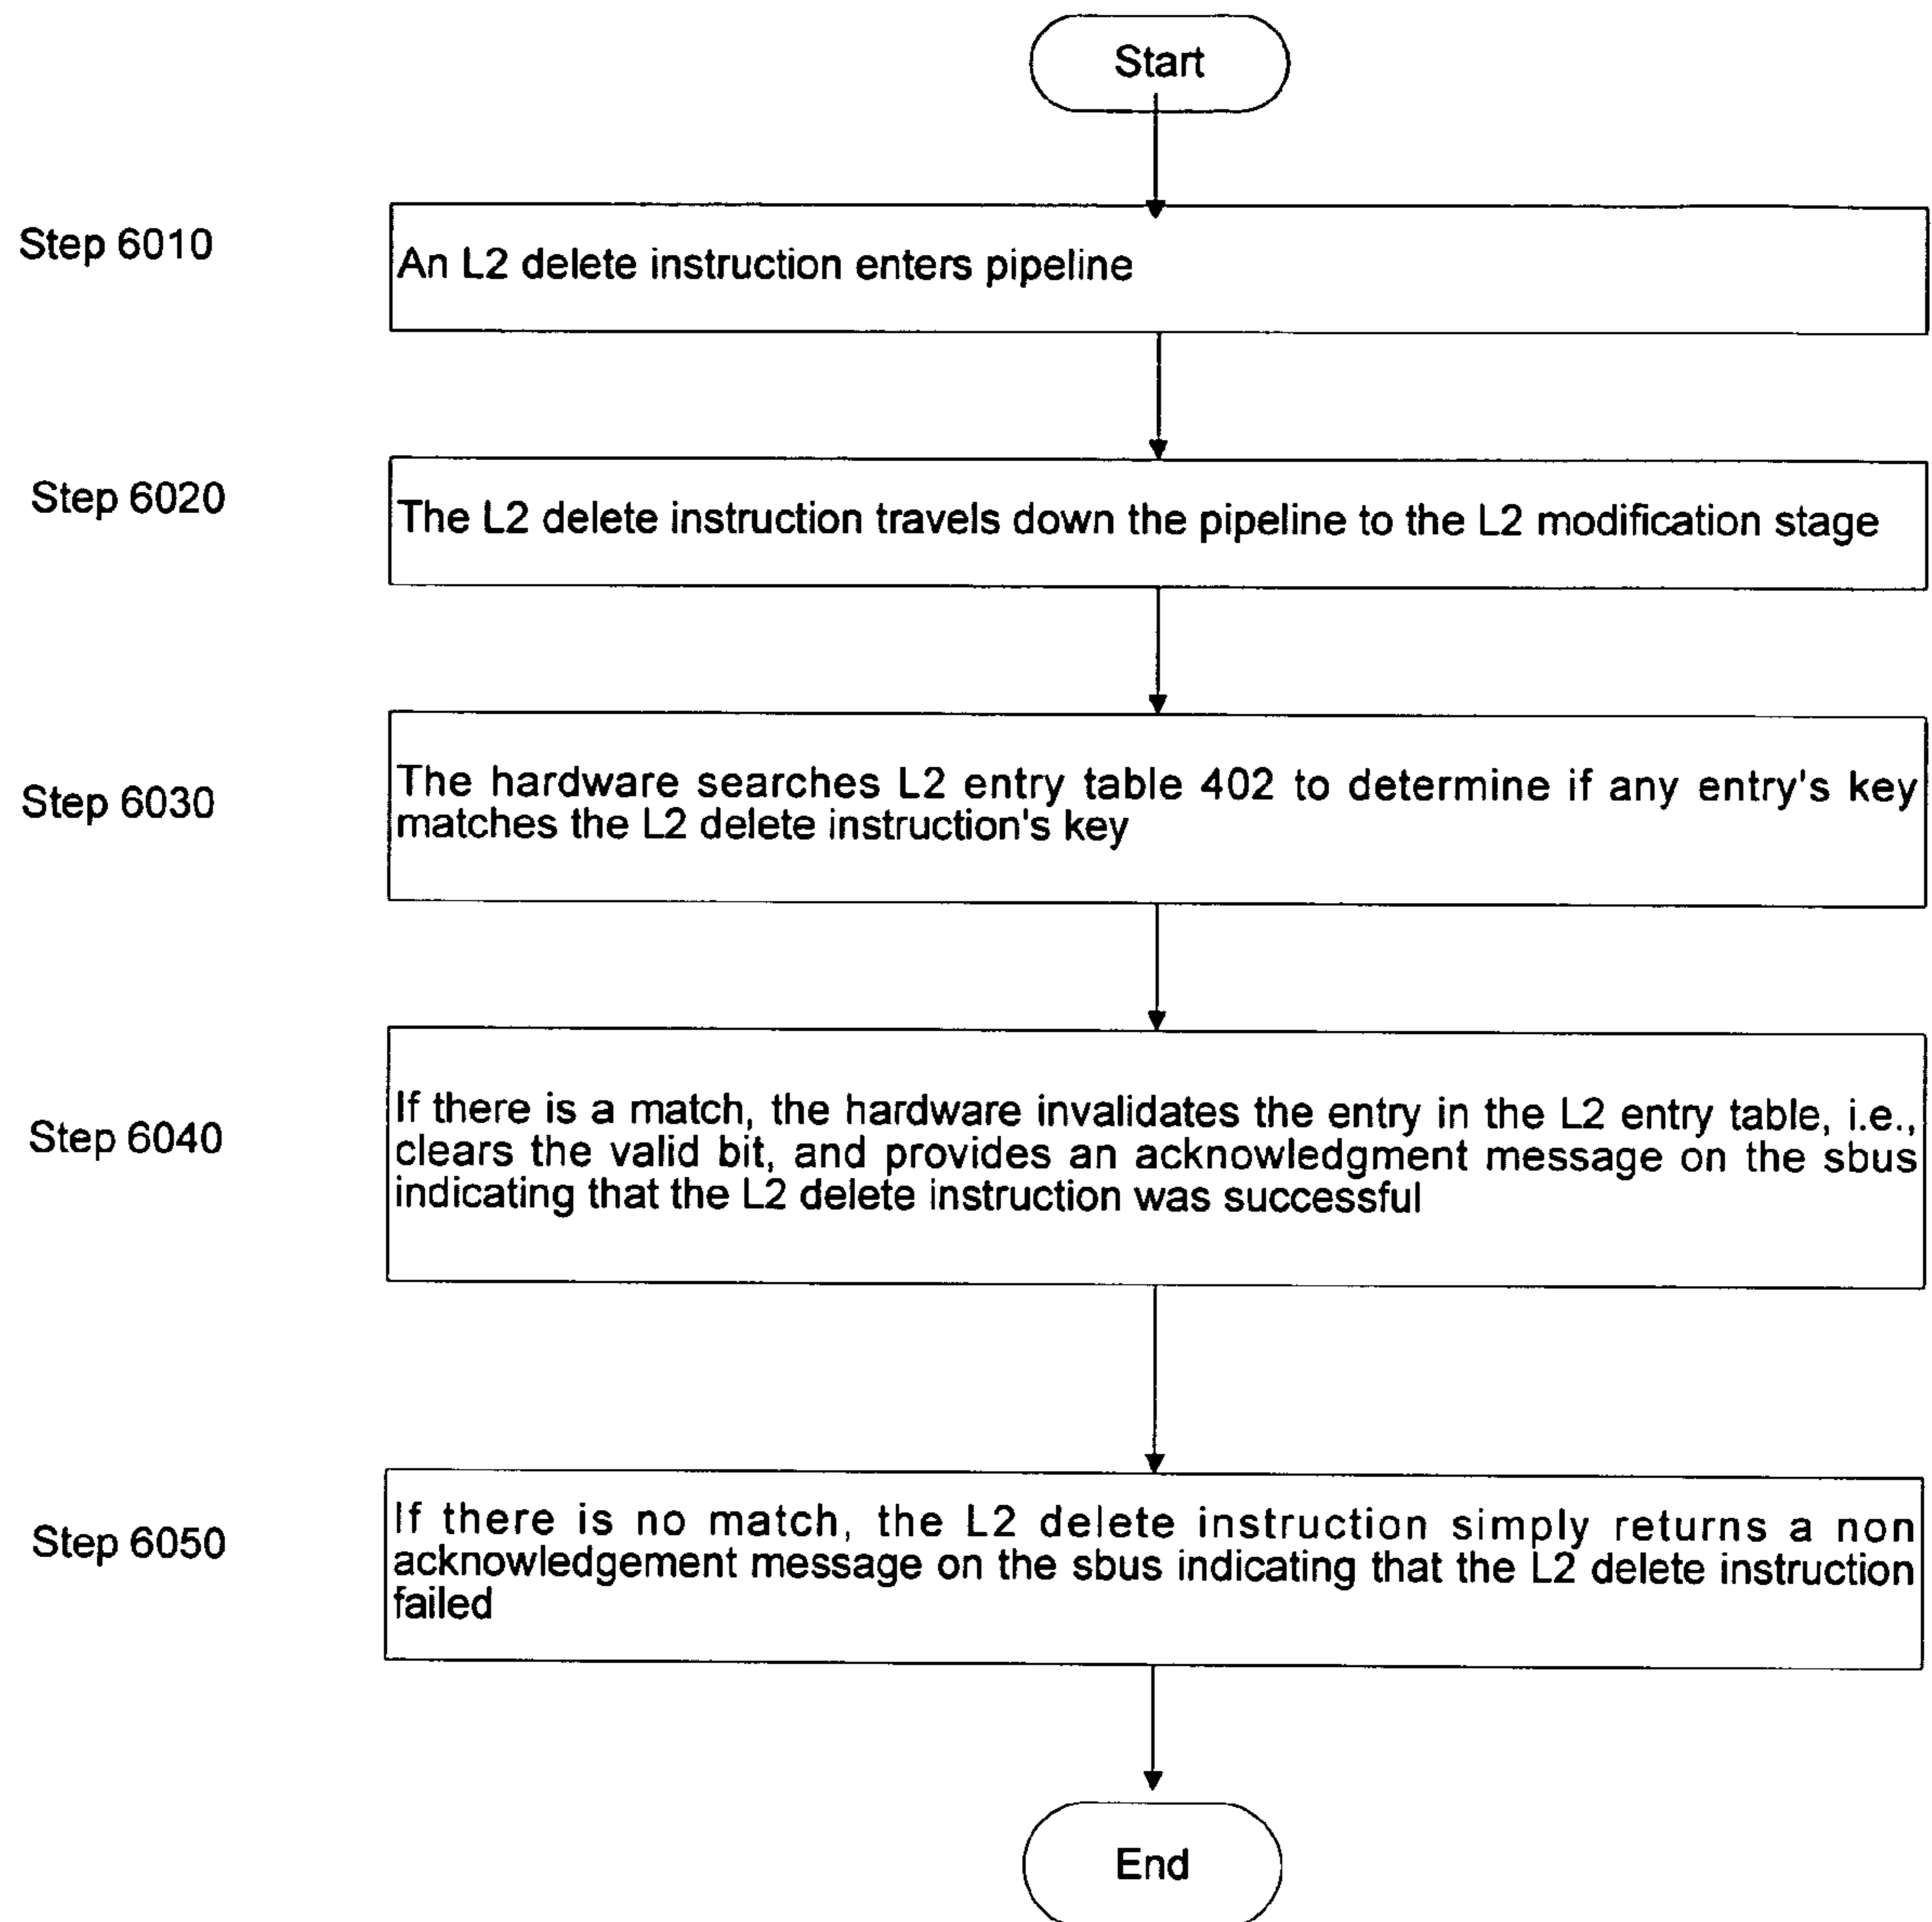 Start
Step 6010
An L2 delete instruction enters pipeline
Step 6020
The L2 delete instruction travels down the pipeline to the L2 modification stage
Step 6030
The hardware searches L2 entry table 402 to determine if any entry's key
matches the L2 delete instruction's key
Step 6040
If there is a match, the hardware invalidates the entry in the L2 entry table, i.e.,
clears the valid bit, and provides an acknowledgment message on the sbus
indicating that the L2 delete instruction was successful
Step 6050
If there is no match, the L2 delete instruction simply returns a non
acknowledgement message on the sbus indicating that the L2 delete instruction
failed
End